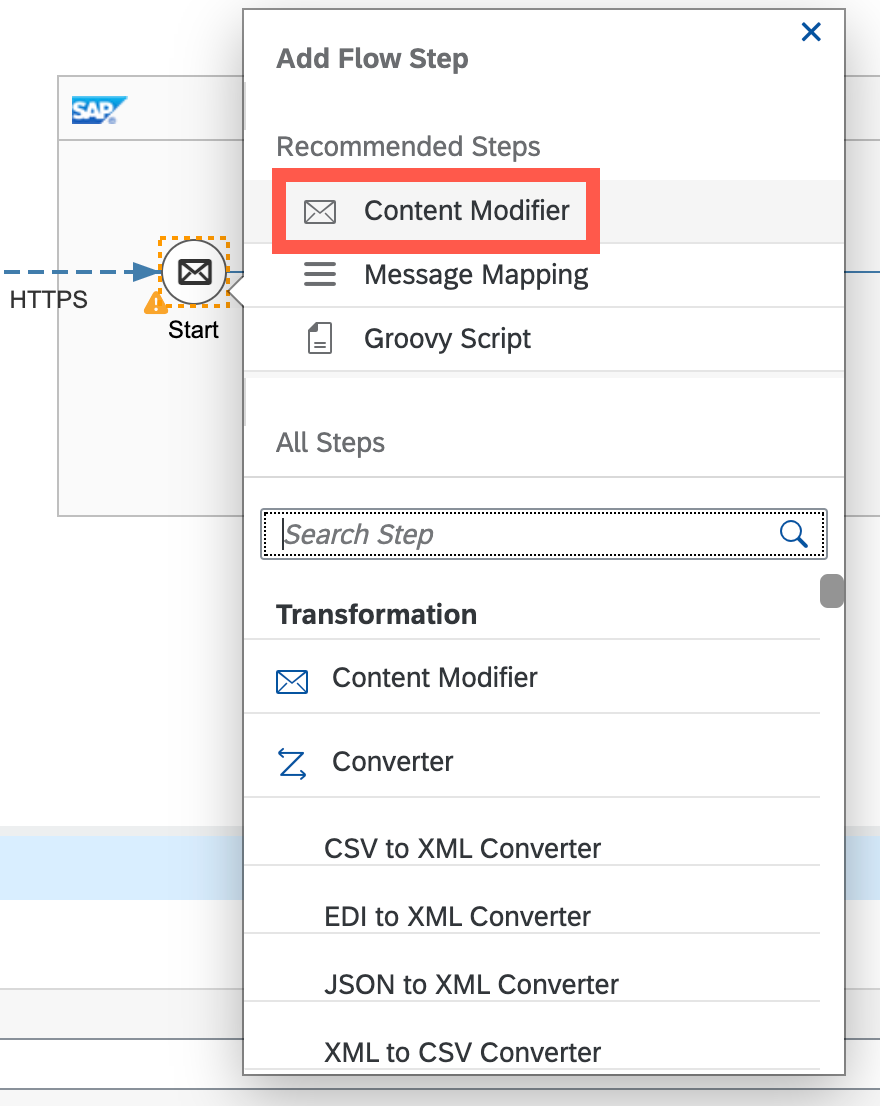 Add Flow Step
SAP
Recommended Steps
Content Modifier
Message Mapping
HTTPS
Start
Groovy Script
All Steps
Search Step
Transformation
Content Modifier
Converter
CSV to XML Converter
EDI to XML Converter
JSON to XML Converter
XML to CSV Converter